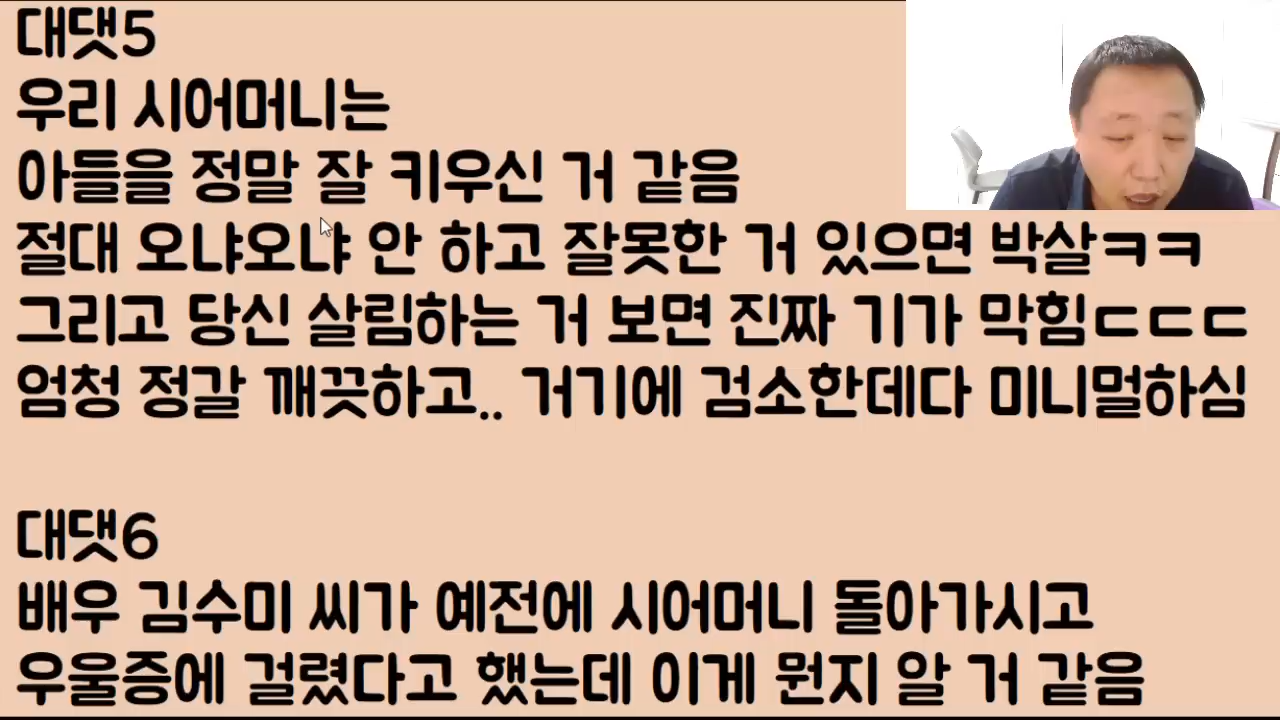 대댓5
우리 시어머니는
아들을 정말 잘 키우신 거 같음
절대 오냐오냐 안 하고 잘못한 거 있으면 박살ㅋㅋ
그리고 당신 살림하는 거 보면 진짜 기가 막힘ㄷㄷㄷ
엄청 정갈 깨끗하고.. 거기에 검소한데다 미니멀하심
대댓6
배우 김수미 씨가 예전에 시어머니 돌아가시고
우울증에 걸렸다고 했는데 이게 뭔지 알 거 같음